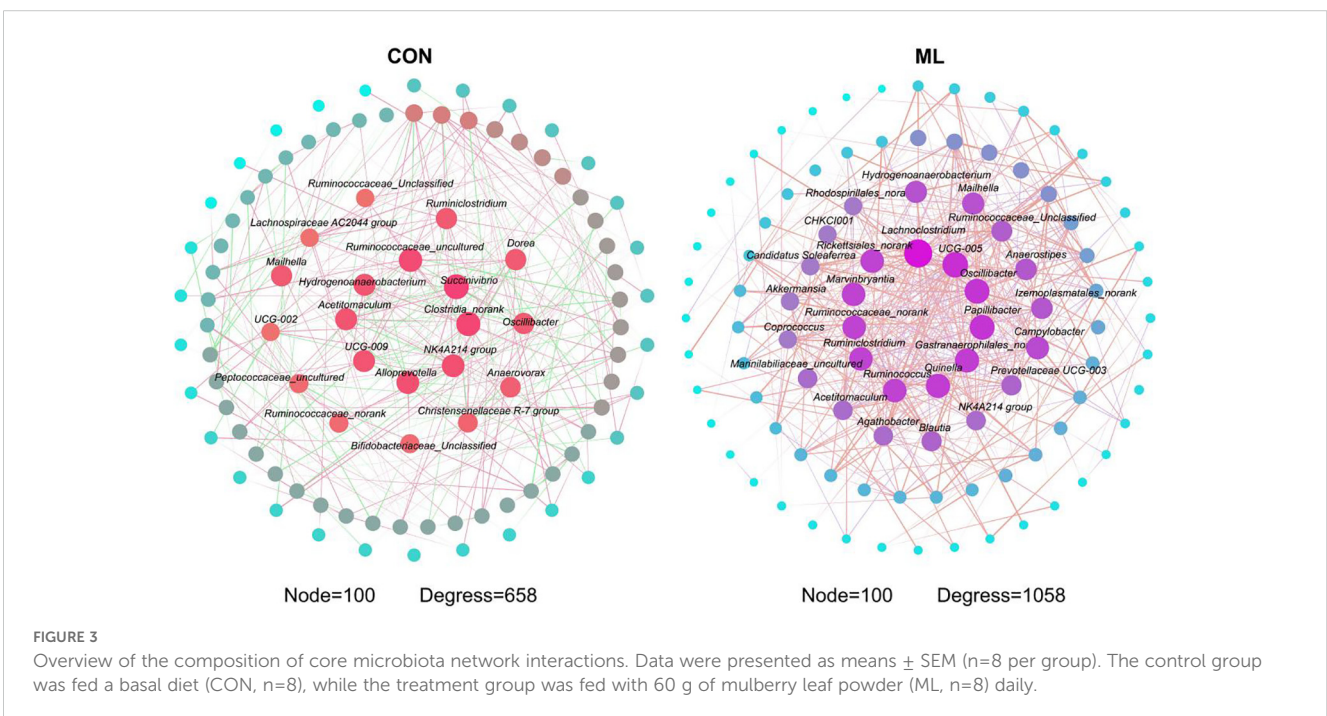 CON
Ruminococcaceae_Unclassified
Ruminiclostridium
Lachnospiraceae AC2044 group
Ruminococcaceae_uncultured
Dorea
Mailhella
Hydrogenoanaerobacterium
Succinivibrio
Acetitomaculum
Clostridia_norank
UCG-002
Oscillibacter
UCG-009
NK4A214 group
Alloprevotella
Anaerovorax
Peptococcaceae_uncultured
Ruminococcaceae_norank
Christensenellaceae R-7 group
Bifidobacteriaceae_Unclassified
Node=100 Degress=658
ML
Hydrogenoanaerobacterium
Rhodospirillales_nora
Mailhella
CHKCI001
Lachnoclostridium
Ruminococcaceae_Unclassified
Rickettsiales_norank
UCG-005
Candidatus Soleaferrea
Anaerostipes
Marvinbryantia
Oscillibacter
Akkermansia
Izemoplasmatales_norank
Ruminococcaceae_norank
Papillibacter
Coprococcus
Campylobacter
Ruminiclostridium
Gastranaerophilales_no
Marinilabiliaceae_uncultured
Quinella
Prevotellaceae UCG-003
Ruminococcus
Acetitomaculum
NK4A214 group
Agathobacter
Blautia
Node=100 Degress=1058
FIGURE 3
Overview of the composition of core microbiota network interactions. Data were presented as means ± SEM (n=8 per group). The control group
was fed a basal diet (CON, n=8), while the treatment group was fed with 60 g of mulberry leaf powder (ML, n=8) daily.